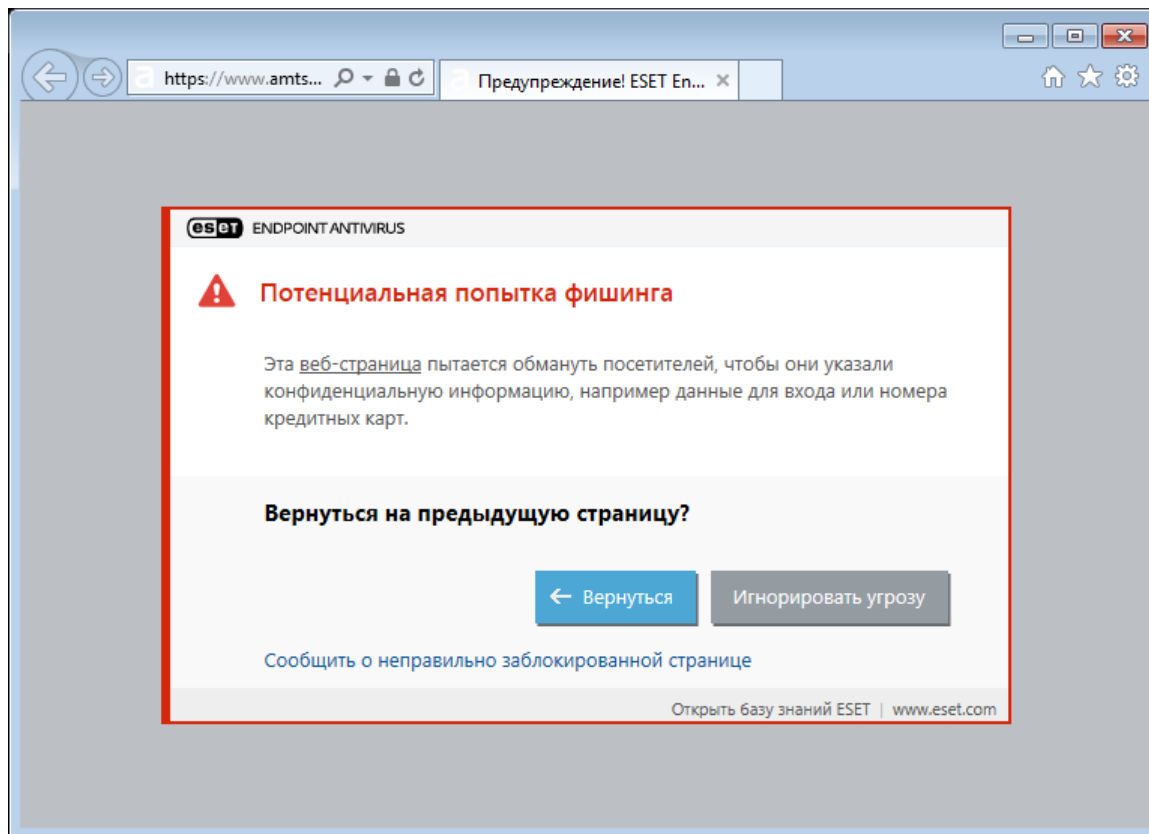 https://www.amts...
Предупреждение! ESET En...
eset ENDPOINT ANTIVIRUS
Потенциальная попытка фишинга
Эта веб-страница пытается обмануть посетителей, чтобы они указали
конфиденциальную информацию, например данные для входа или номера
кредитных карт.
Вернуться на предыдущую страницу?
Вернуться
Игнорировать угрозу
Сообщить о неправильно заблокированной странице
Открыть базу знаний ESET | www.eset.com